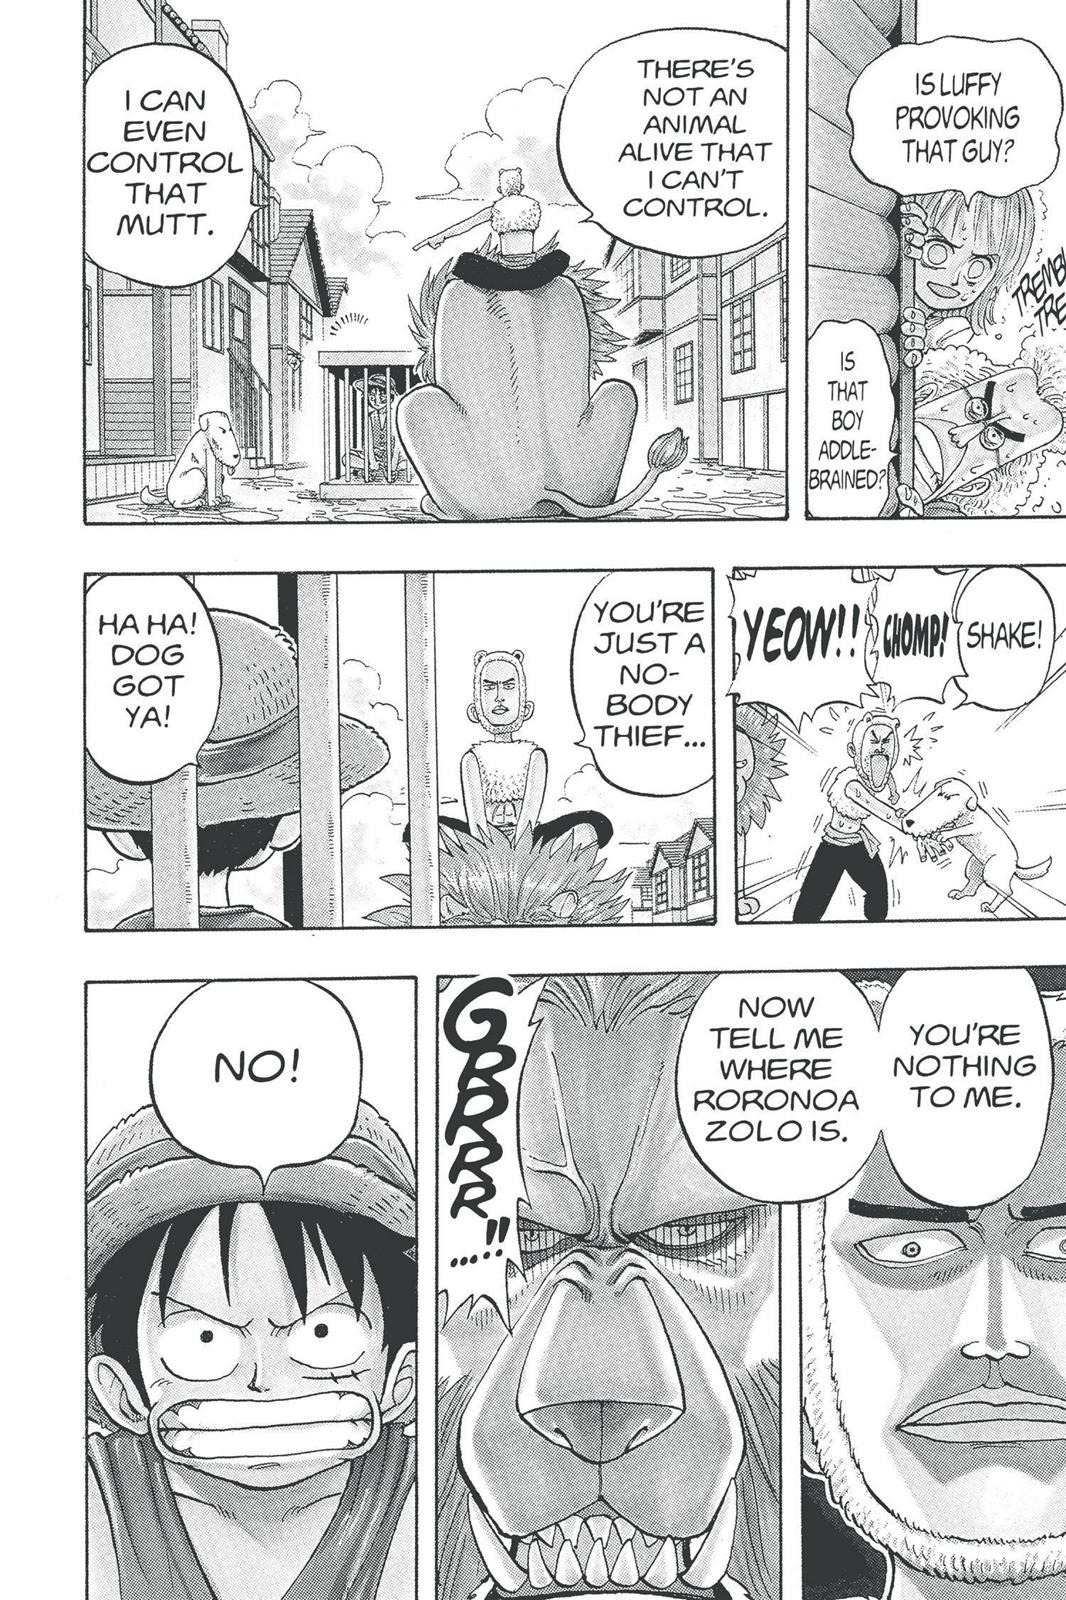 IS LUFFY
PROVOKING
THAT GUY?
IS
THAT
BOY
ADDLE-
BRAINED?
THERE'S
NOT AN
ANIMAL
ALIVE THAT
I CAN'T
CONTROL.
I CAN
EVEN
CONTROL
THAT
MUTT.
SHAKE!
CHOMP!
YEOW!!
YOU'RE
JUST A
NO-
BODY
THIEF...
HA HA!
DOG
GOT
YA!
YOU'RE
NOTHING
TO ME.
NOW
TELL ME
WHERE
RORONOA
ZOLO IS.
GRRRR...!!
NO!